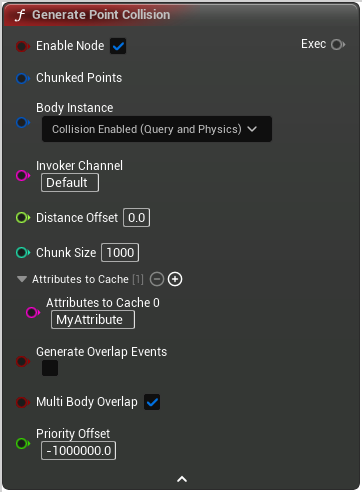 f Generate Point Collision
Enable Node
Exec
Chunked Points
Body Instance
Collision Enabled (Query and Physics)
Invoker Channel
Default
Distance Offset 0.0
Chunk Size 1000
Attributes to Cache [1]
Attributes to Cache 0
MyAttribute
Generate Overlap Events
Multi Body Overlap
Priority Offset
-1000000.0